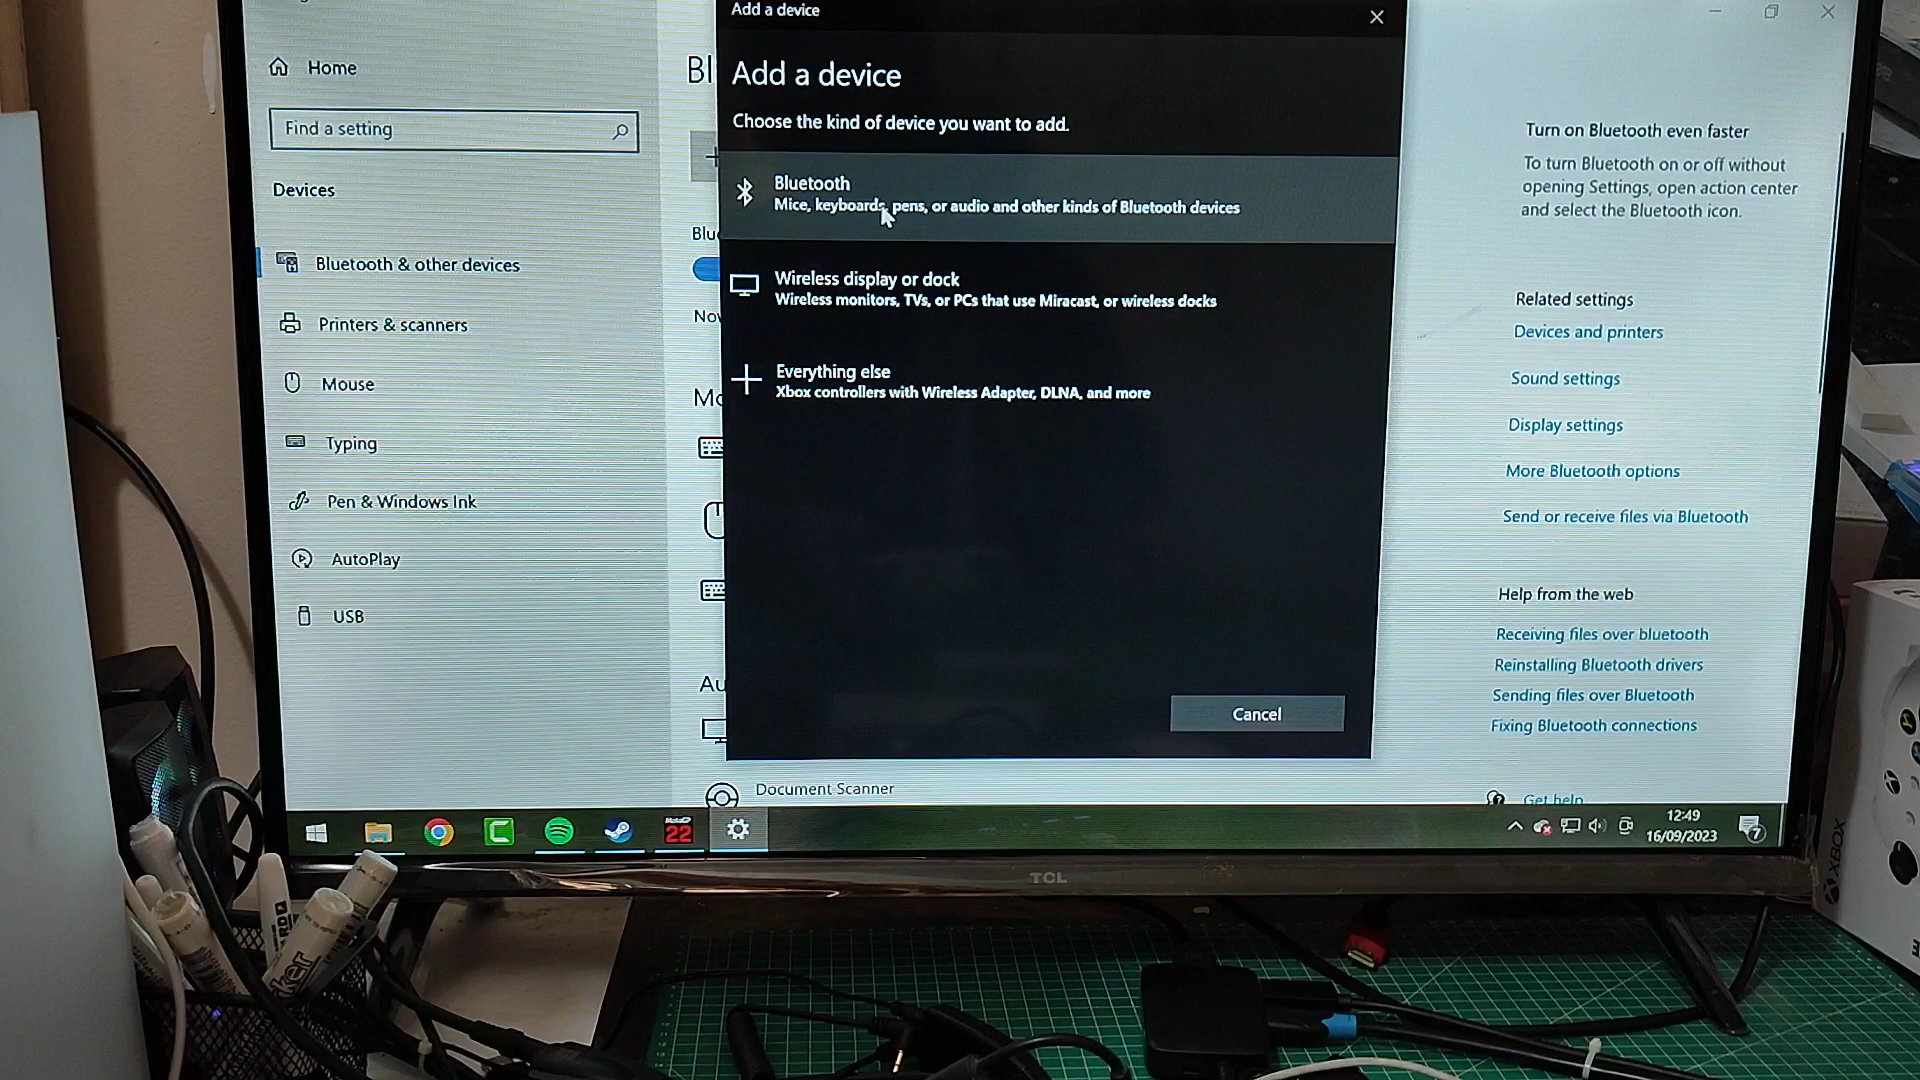 Home
Find a setting
Devices
Bluetooth & other devices
Printers & scanners
Mouse
Typing
Pen & Windows Ink
AutoPlay
USB
Bl
Blu
Nov
Mo
Au
Document Scanner
Add a device
Add a device
Choose the kind of device you want to add.
Bluetooth
Mice, keyboards, pens, or audio and other kinds of Bluetooth devices
Wireless display or dock
Wireless monitors, TVs, or PCs that use Miracast, or wireless docks
Everything else
Xbox controllers with Wireless Adapter, DLNA, and more
Cancel
Turn on Bluetooth even faster
To turn Bluetooth on or off without
opening Settings, open action center
and select the Bluetooth icon.
Related settings
Devices and printers
Sound settings
Display settings
More Bluetooth options
Send or receive files via Bluetooth
Help from the web
Receiving files over bluetooth
Reinstalling Bluetooth drivers
Sending files over Bluetooth
Fixing Bluetooth connections
Get help
22
12:49
16/09/2023
7
TCL
XBOX